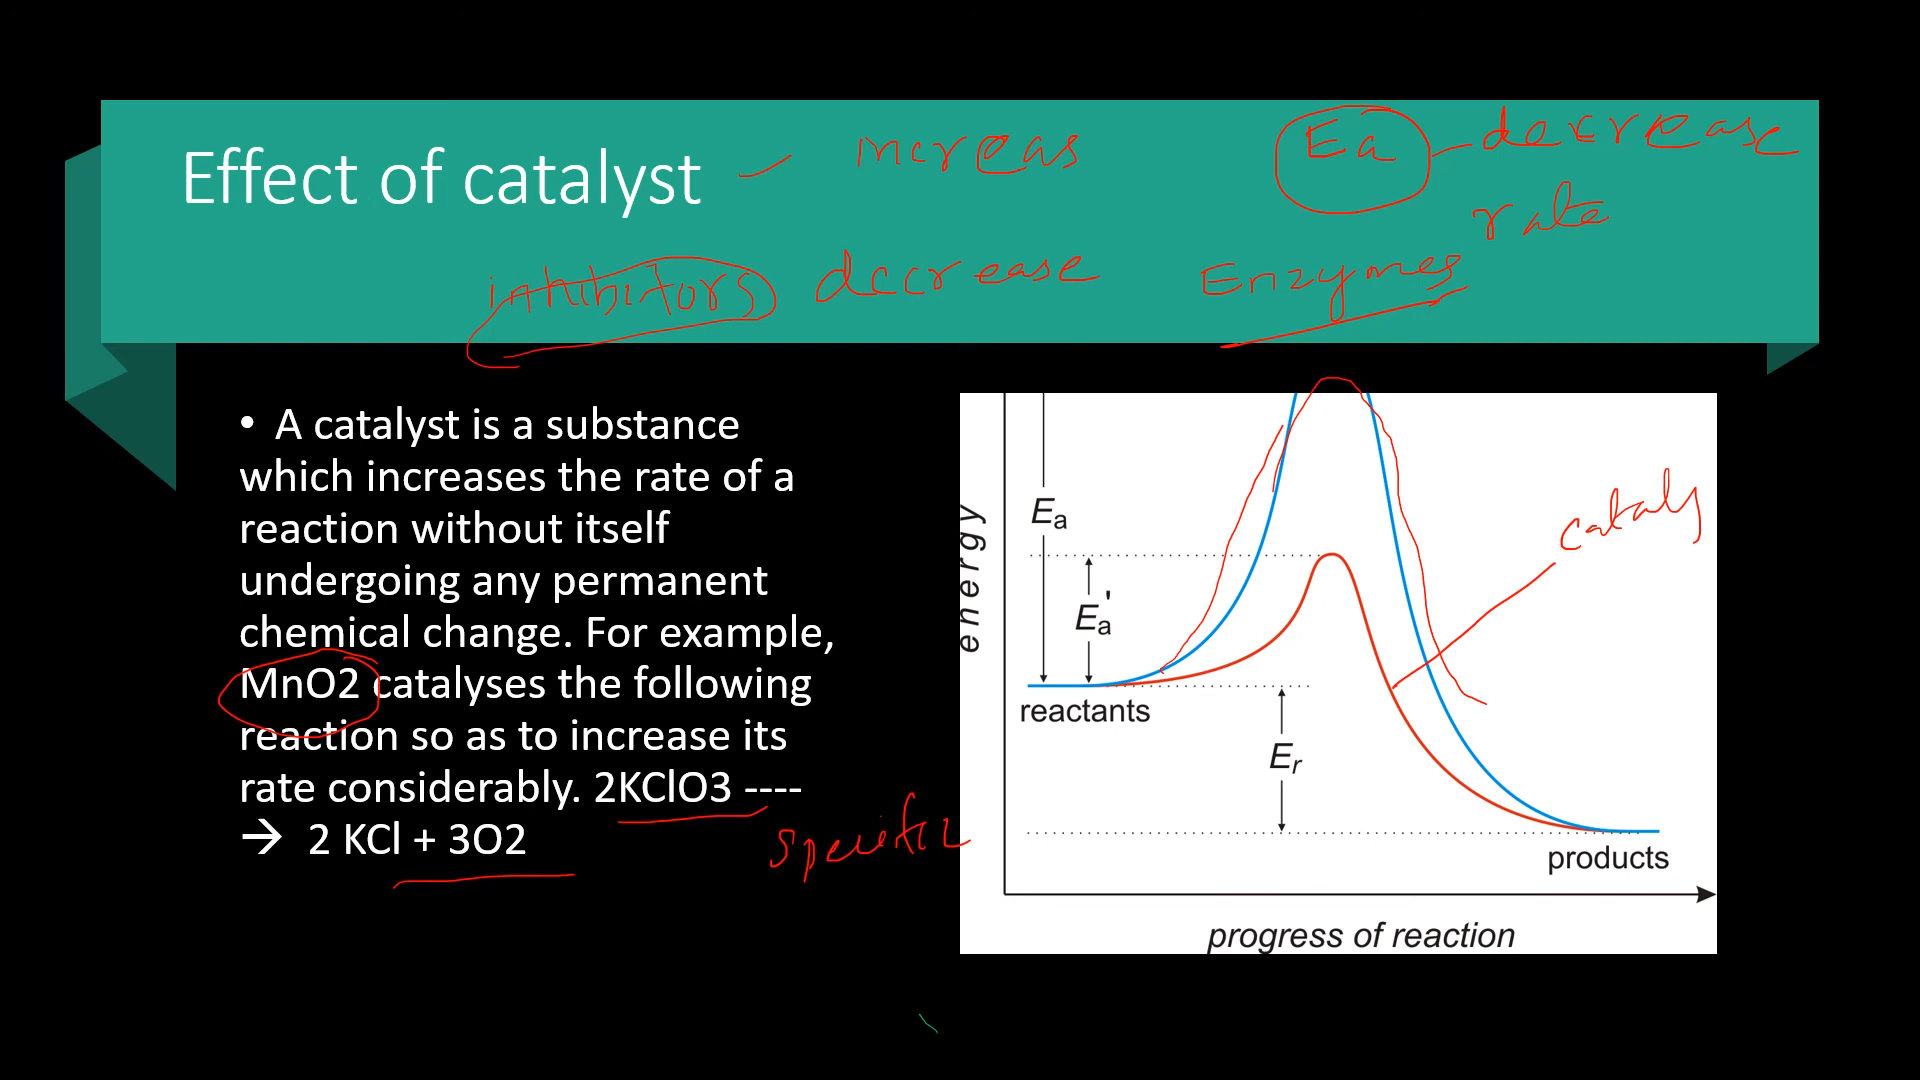 Effect of catalyst
increas
Ea decrease
rate
inhibitors decrease
Enzymes
• A catalyst is a substance
which increases the rate of a
reaction without itself
undergoing any permanent
chemical change. For example,
MnO2 catalyses the following
reaction so as to increase its
rate considerably. 2KClO3 ----
→ 2 KCl + 3O2
specific
energy
Ea
Ea'
reactants
Er
products
progress of reaction
cataly